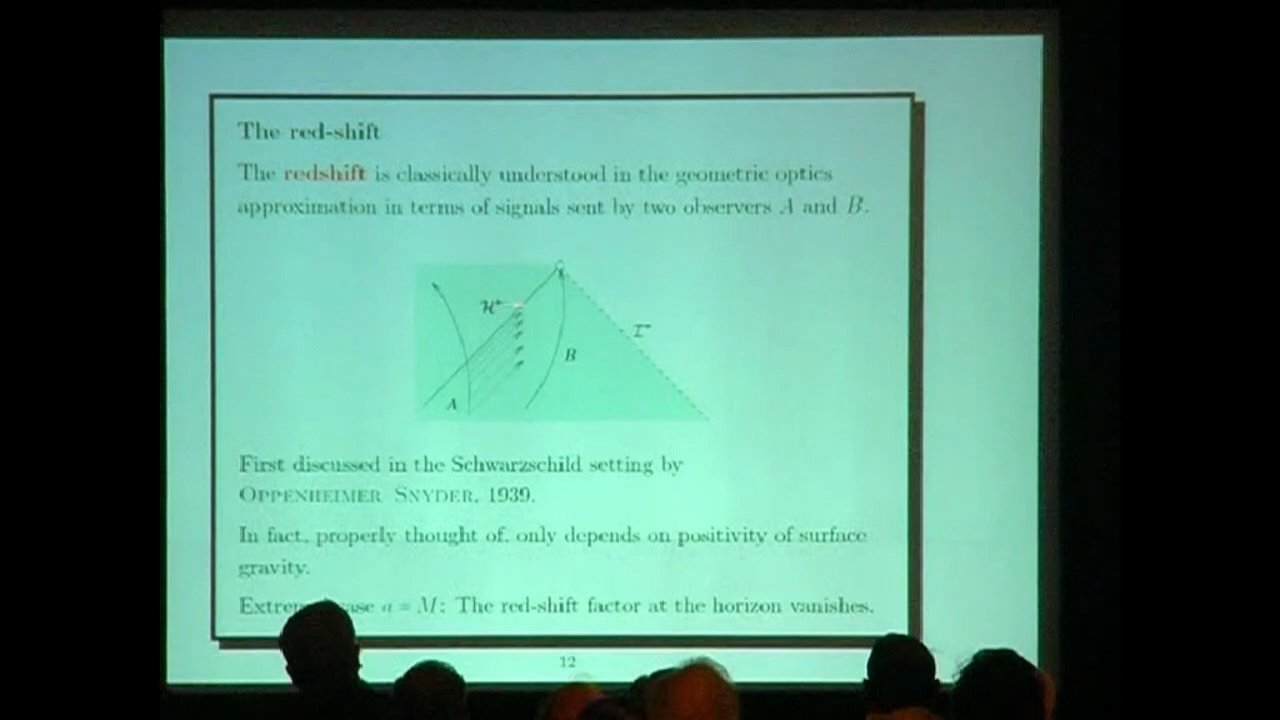 The red-shift
The redshift is classically understood in the geometric optics
approximation in terms of signals sent by two observers A and B.
H⁺
I⁺
B
A
First discussed in the Schwarzschild setting by
OPPENHEIMER SNYDER, 1939.
In fact, properly thought of, only depends on positivity of surface
gravity.
a = M: The red-shift factor at the horizon vanishes.
12